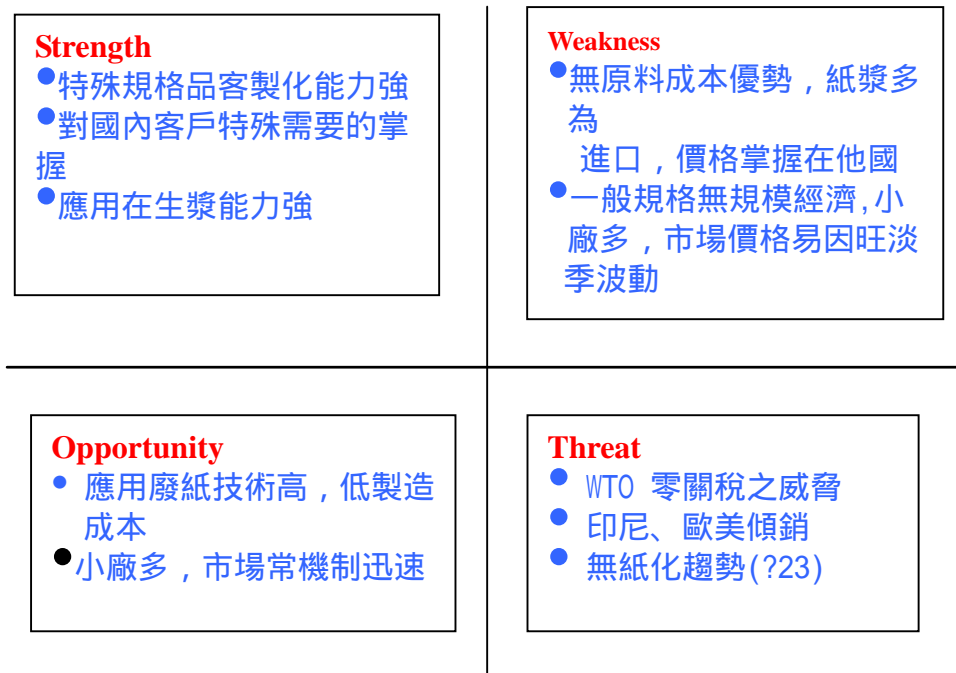 Strength
●特殊規格品客製化能力強
●對國內客戶特殊需要的掌
握
●應用在生漿能力強
Weakness
●無原料成本優勢，紙漿多
為
進口，價格掌握在他國
●一般規格無規模經濟,小
廠多，市場價格易因旺淡
季波動
Opportunity
● 應用廢紙技術高，低製造
成本
●小廠多，市場常機制迅速
Threat
● WTO 零關稅之威脅
● 印尼、歐美傾銷
● 無紙化趨勢(?23)